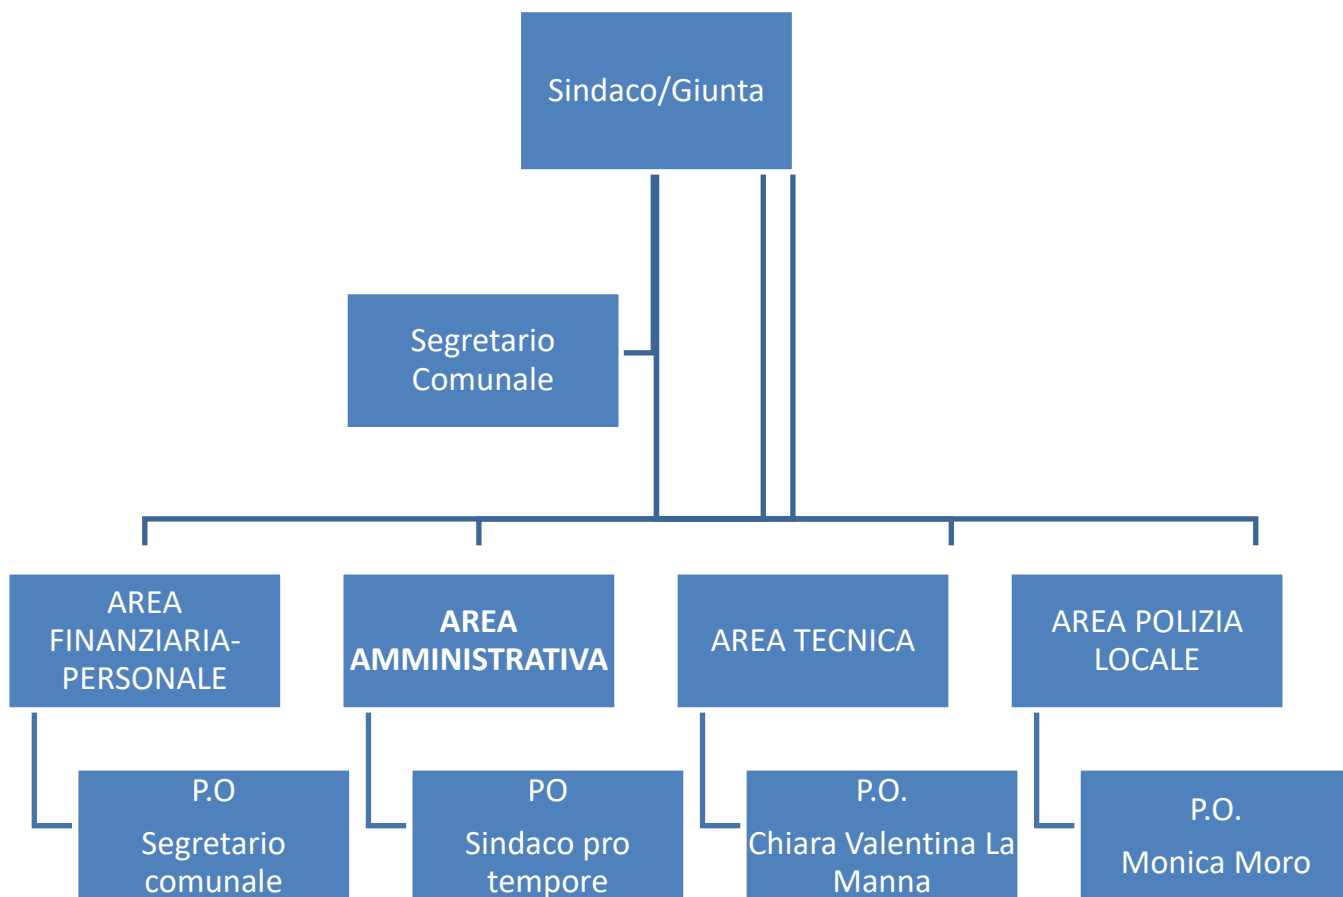 Sindaco/Giunta
Segretario
Comunale
AREA
FINANZIARIA-
PERSONALE
AREA
AMMINISTRATIVA
AREA TECNICA
AREA POLIZIA
LOCALE
P.O
Segretario
comunale
PO
Sindaco pro
tempore
P.O.
Chiara Valentina La
Manna
P.O.
Monica Moro